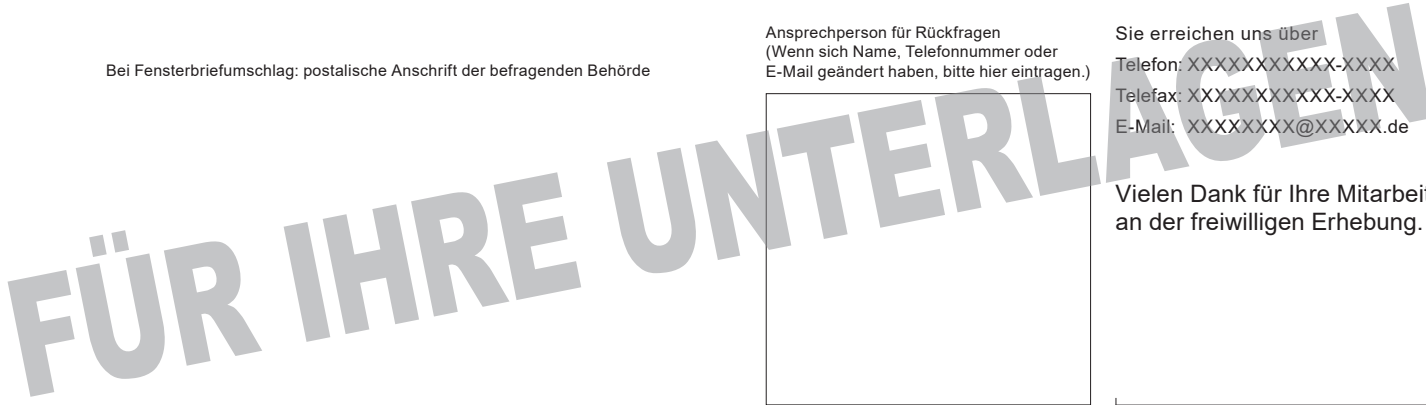 Bei Fensterbriefumschlag: postalische Anschrift der befragenden Behörde
Ansprechperson für Rückfragen
(Wenn sich Name, Telefonnummer oder
E-Mail geändert haben, bitte hier eintragen.)
Sie erreichen uns über
Telefon: XXXXXXXXXXX-XXXX
Telefax: XXXXXXXXXXX-XXXX
E-Mail: XXXXXXXX@XXXXX.de
Vielen Dank für Ihre Mitarbeit
an der freiwilligen Erhebung.
FÜR IHRE UNTERLAGEN